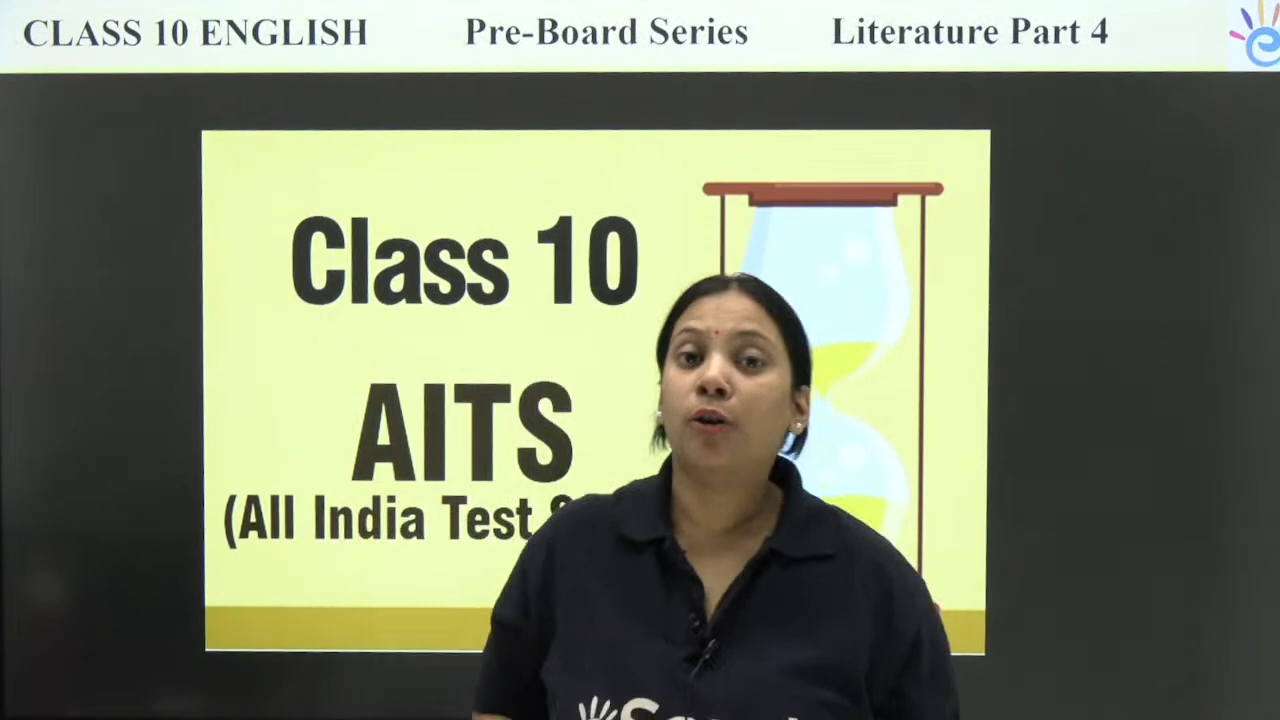 CLASS 10 ENGLISH Pre-Board Series Literature Part 4
Class 10
AITS
(All India Test